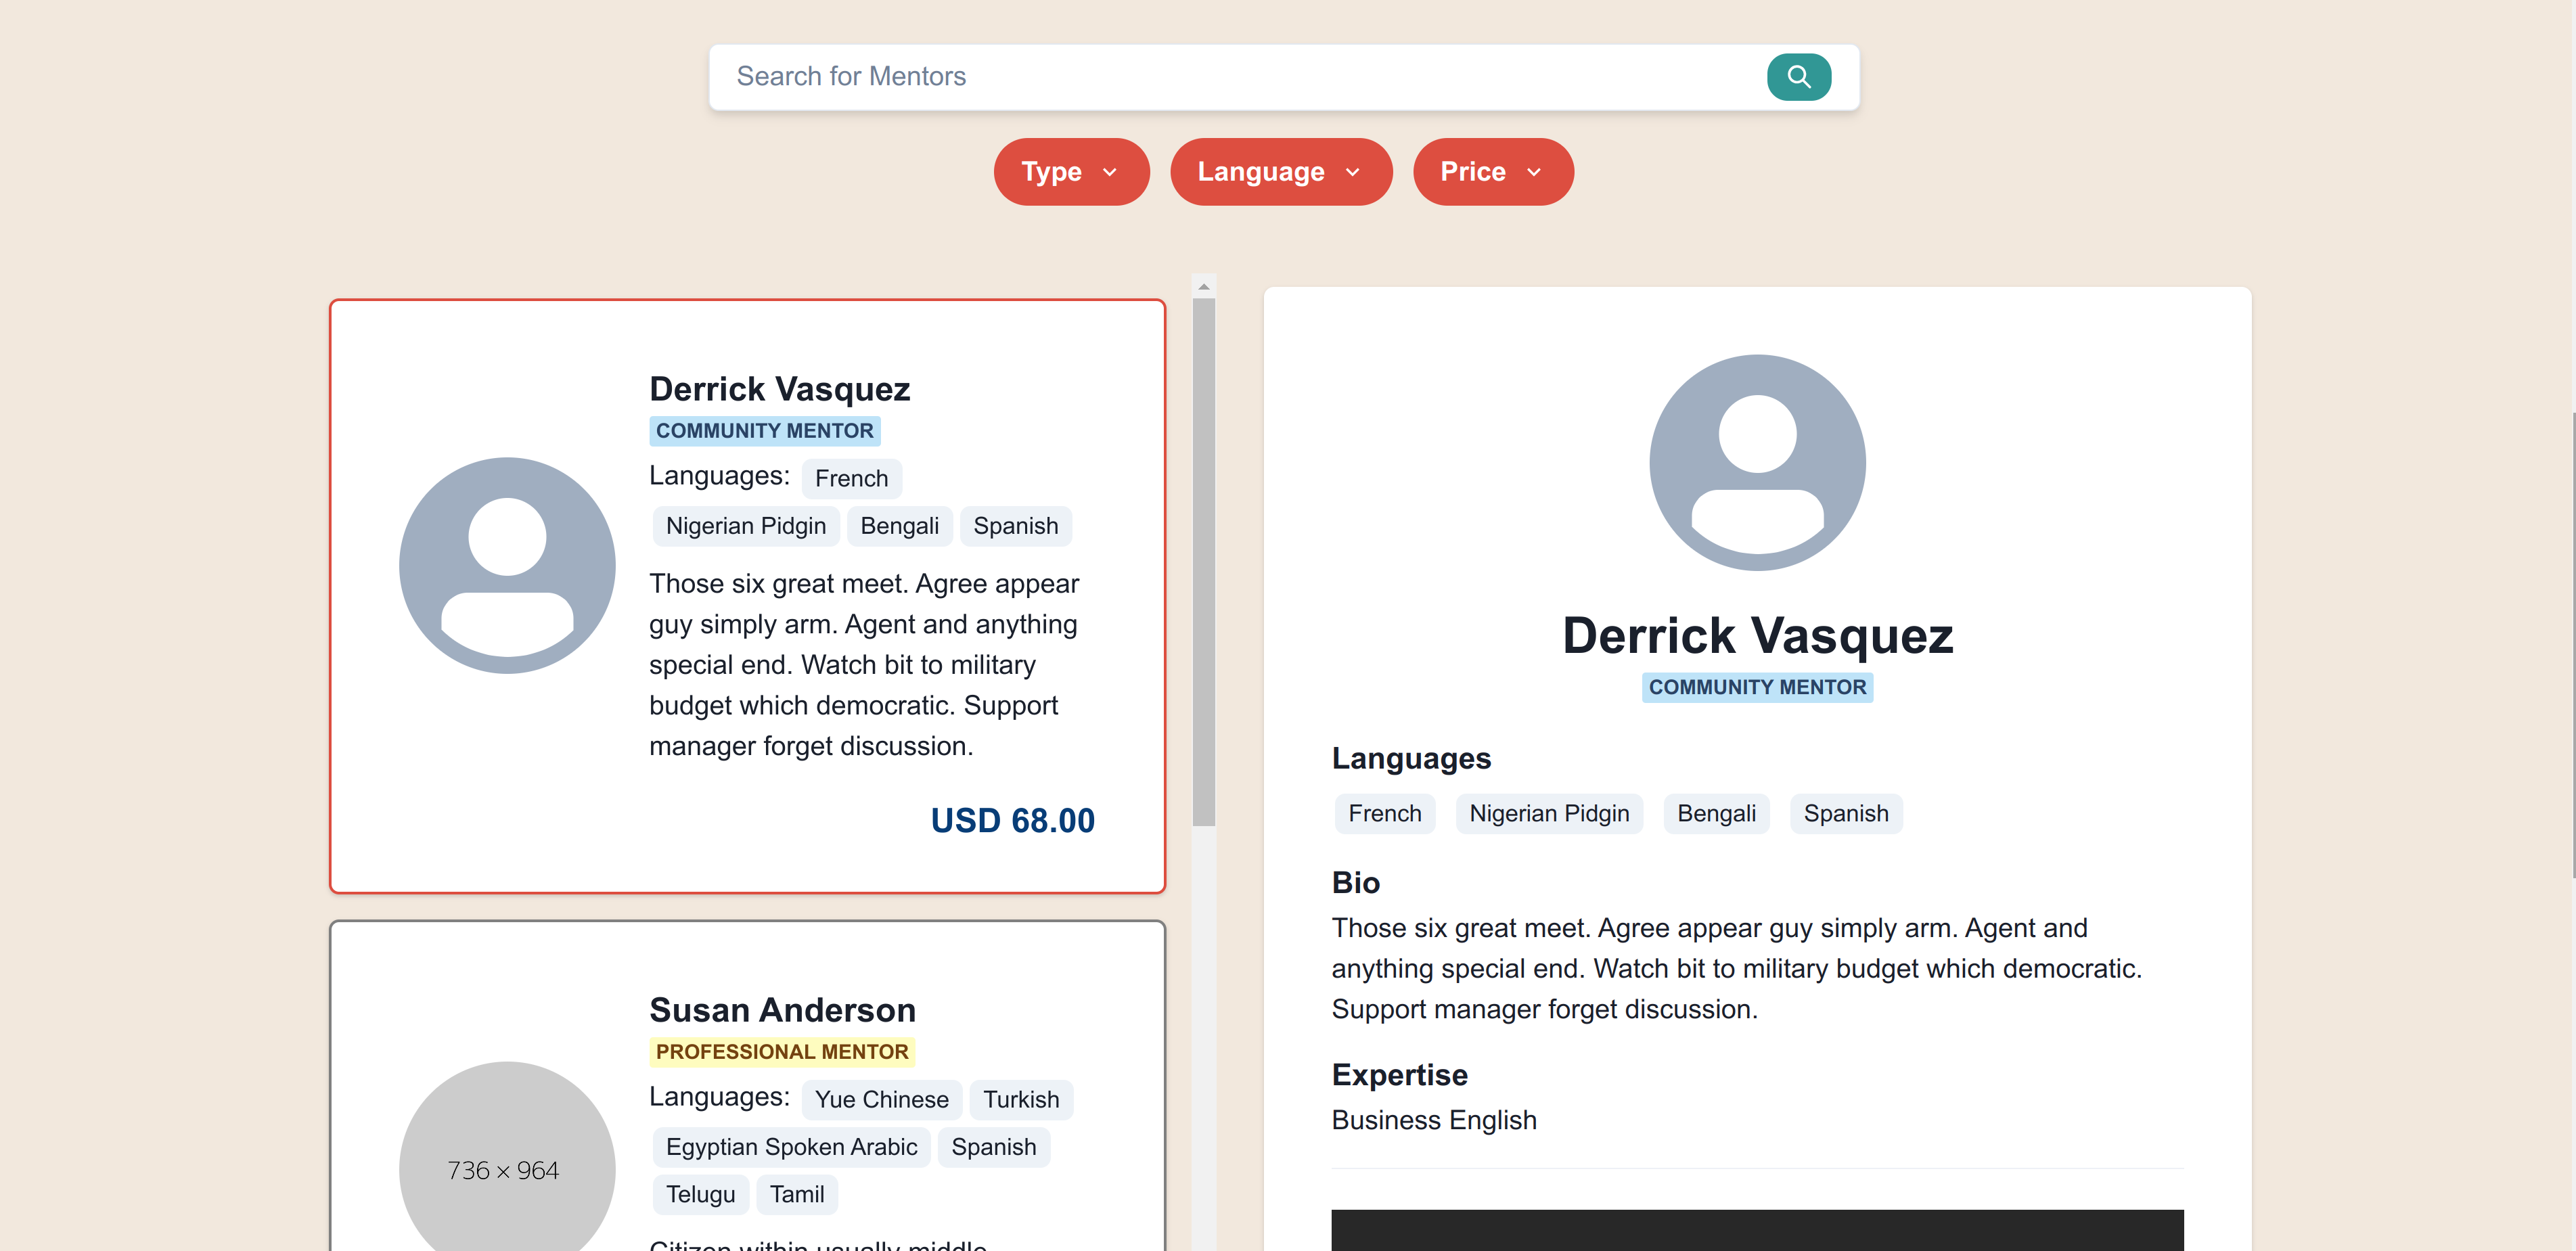 Search for Mentors
Type
Language
Price
Derrick Vasquez
COMMUNITY MENTOR
Languages: French
Nigerian Pidgin Bengali Spanish
Those six great meet. Agree appear
guy simply arm. Agent and anything
special end. Watch bit to military
budget which democratic. Support
manager forget discussion.
USD 68.00
Susan Anderson
PROFESSIONAL MENTOR
Languages: Yue Chinese Turkish
Egyptian Spoken Arabic Spanish
Telugu Tamil
736 × 964
Citizen within usually middle
Derrick Vasquez
COMMUNITY MENTOR
Languages
French Nigerian Pidgin Bengali Spanish
Bio
Those six great meet. Agree appear guy simply arm. Agent and
anything special end. Watch bit to military budget which democratic.
Support manager forget discussion.
Expertise
Business English